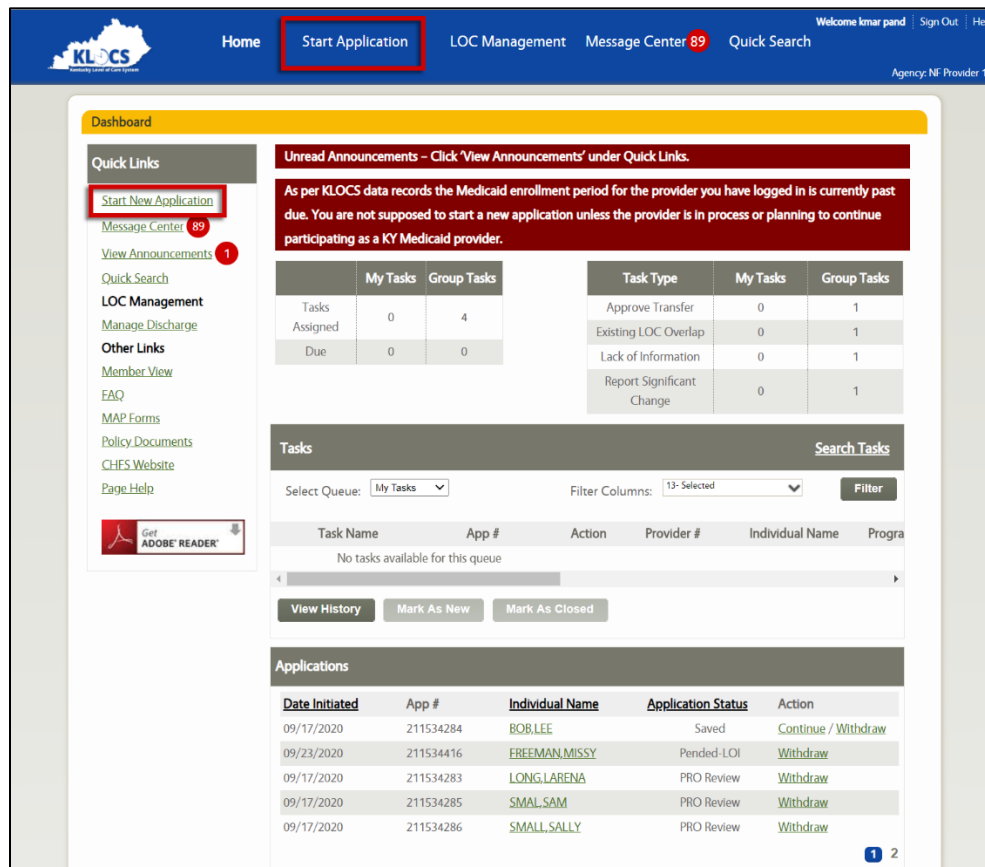 Welcome kmar pand Sign Out He
KLOCS
Kentucky Level of Care System
Home Start Application LOC Management Message Center 89 Quick Search
Agency: NF Provider 1
Dashboard
Quick Links
Start New Application
Message Center 89
View Announcements 1
Quick Search
LOC Management
Manage Discharge
Other Links
Member View
FAQ
MAP Forms
Policy Documents
CHFS Website
Page Help
Get
ADOBE® READER®
Unread Announcements – Click 'View Announcements' under Quick Links.
As per KLOCS data records the Medicaid enrollment period for the provider you have logged in is currently past
due. You are not supposed to start a new application unless the provider is in process or planning to continue
participating as a KY Medicaid provider.
My Tasks Group Tasks
Tasks
Assigned 0 4
Due 0 0
Task Type My Tasks Group Tasks
Approve Transfer 0 1
Existing LOC Overlap 0 1
Lack of Information 0 1
Report Significant
Change 0 1
Tasks Search Tasks
Select Queue: My Tasks Filter Columns: 13- Selected Filter
Task Name App # Action Provider # Individual Name Progra
No tasks available for this queue
View History Mark As New Mark As Closed
Applications
Date Initiated App # Individual Name Application Status Action
09/17/2020 211534284 BOB,LEE Saved Continue / Withdraw
09/23/2020 211534416 FREEMAN,MISSY Pended-LOI Withdraw
09/17/2020 211534283 LONG,LARENA PRO Review Withdraw
09/17/2020 211534285 SMAL,SAM PRO Review Withdraw
09/17/2020 211534286 SMALL,SALLY PRO Review Withdraw
1 2